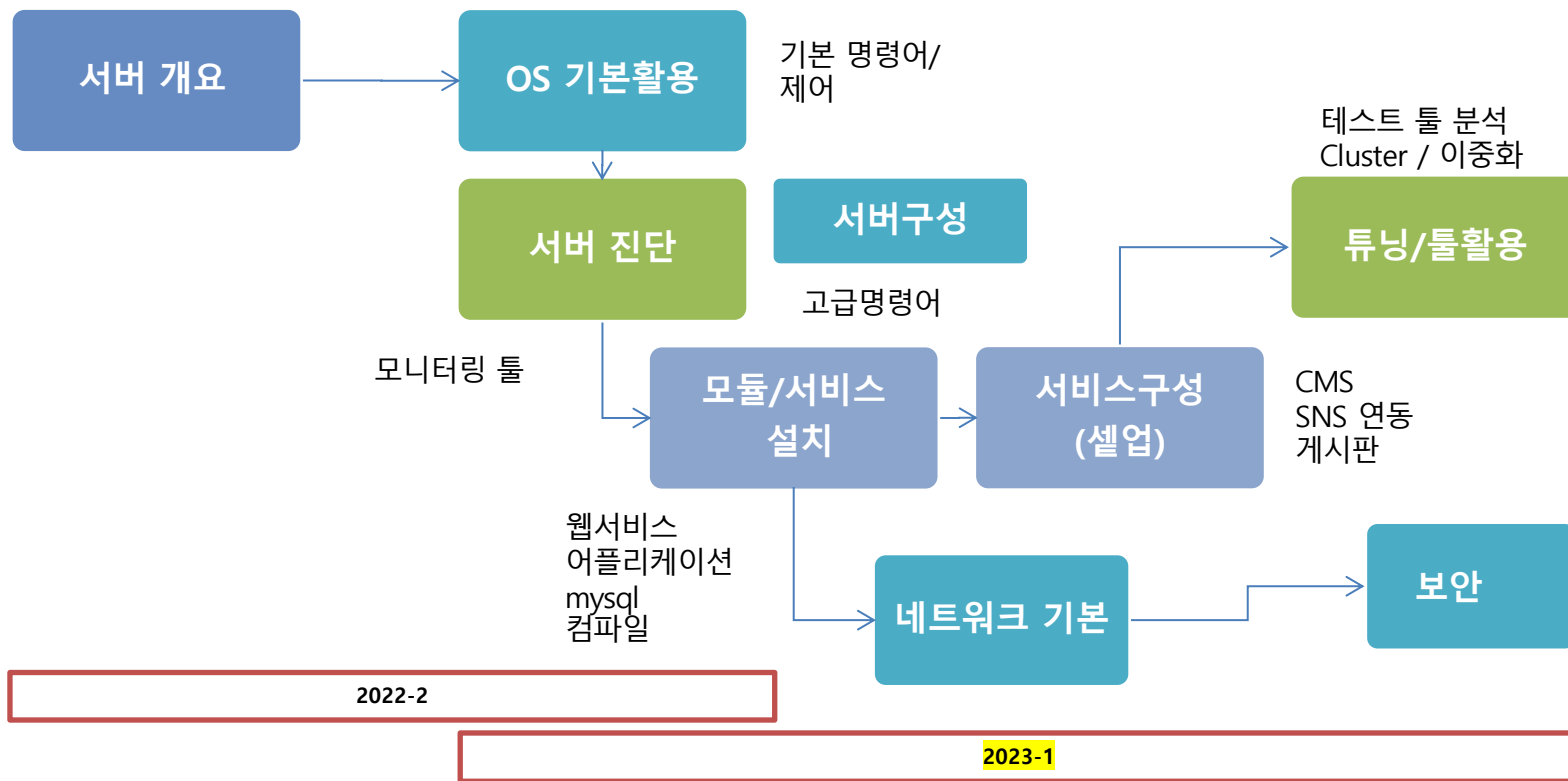 서버 개요
OS 기본활용
기본 명령어/
제어
테스트 툴 분석
Cluster / 이중화
서버 진단
서버구성
튜닝/툴활용
고급명령어
모니터링 툴
모듈/서비스
설치
서비스구성
(셑업)
CMS
SNS 연동
게시판
웹서비스
어플리케이션
mysql
컴파일
네트워크 기본
보안
2022-2
2023-1